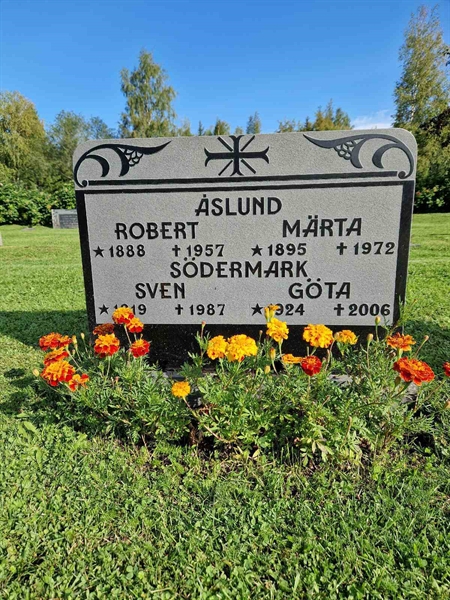 ÅSLUND
ROBERT MÄRTA
★1888 ✝1957 ★1895 ✝1972
SÖDERMARK
SVEN GÖTA
✝1987 ✝2006